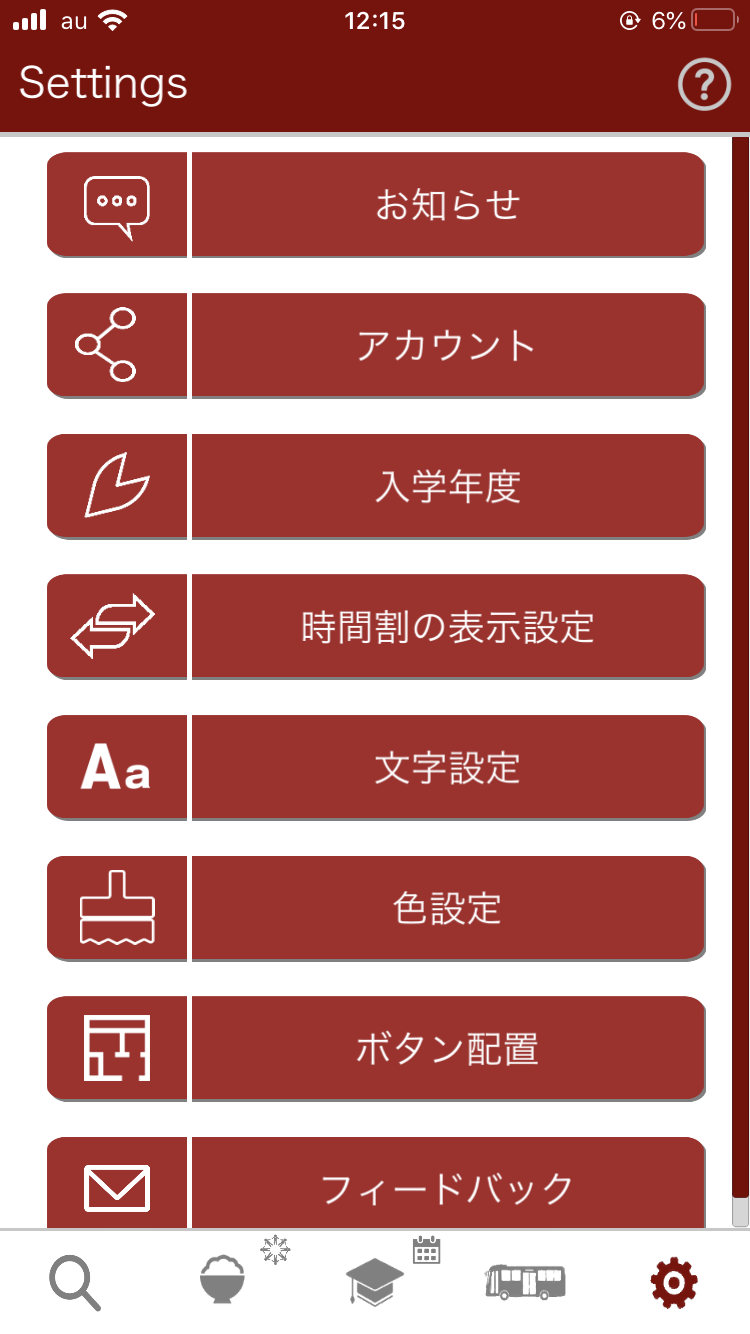 au 12:15 6%
Settings ?
お知らせ
アカウント
入学年度
時間割の表示設定
Aa 文字設定
色設定
ボタン配置
フィードバック